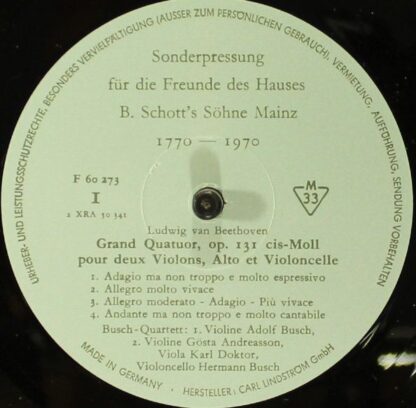 URHEBER- UND LEISTUNGSSCHUTZRECHTE, BESONDERS VERVIELFÄLTIGUNG (AUSSER ZUM PERSÖNLICHEN GEBRAUCH), VERMIETUNG, AUFFÜHRUNG, SENDUNG VORBEHALTEN
Sonderpressung
für die Freunde des Hauses
B. Schott's Söhne Mainz
1770 — 1970
F 60 273
I
2 XRA 50 341
M
33
Ludwig van Beethoven
Grand Quatuor, op. 131 cis-Moll
pour deux Violons, Alto et Violoncelle
1. Adagio ma non troppo e molto espressivo
2. Allegro molto vivace
3. Allegro moderato - Adagio - Più vivace
4. Andante ma non troppo e molto cantabile
Busch-Quartett: 1. Violine Adolf Busch,
2. Violine Gösta Andreasson,
Viola Karl Doktor,
Violoncello Hermann Busch
MADE IN GERMANY · HERSTELLER: CARL LINDSTRÖM GmbH